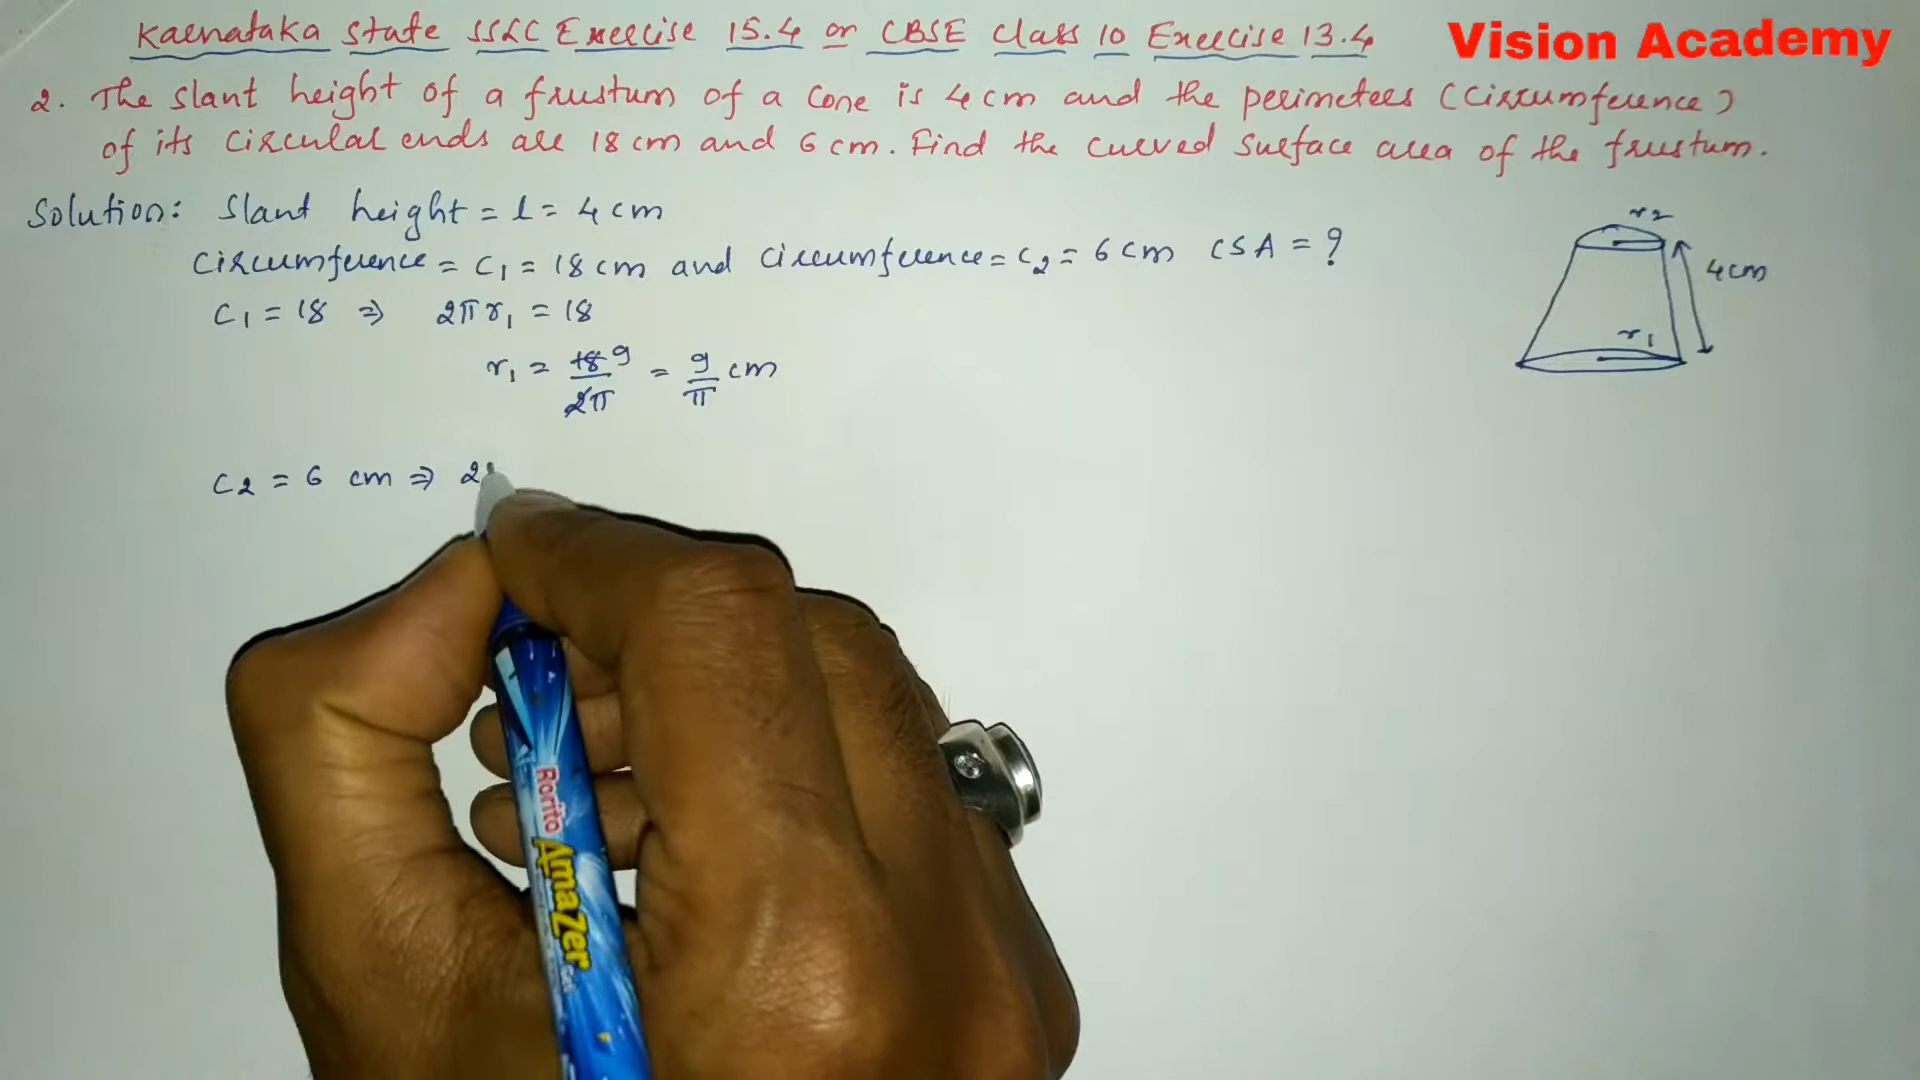 Karnataka State SSLC Exercise 15.4 or CBSE Class 10 Exercise 13.4
Vision Academy
2. The slant height of a frustum of a cone is 4 cm and the perimeters (Circumference)
of its circular ends are 18 cm and 6 cm. Find the curved surface area of the frustum.
Solution: Slant height = l = 4 cm
Circumference = C₁ = 18 cm and Circumference = C₂ = 6 cm CSA = ?
C₁ = 18 ⇒ 2πr₁ = 18
r₁ = 18 9 / 2π = 9/π cm
C₂ = 6 cm ⇒ 2
r₂
4cm
r₁
Rorito
AmaZer
Gel